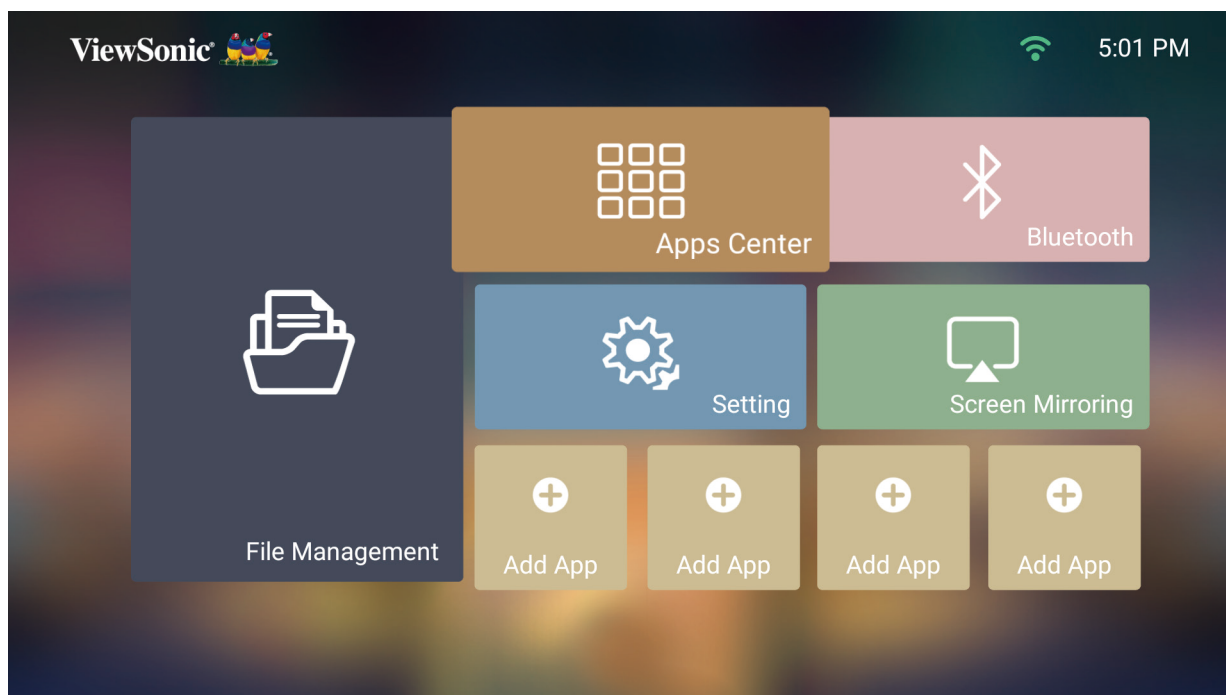 ViewSonic®
5:01 PM
Apps Center
Bluetooth
Setting
Screen Mirroring
File Management
Add App
Add App
Add App
Add App